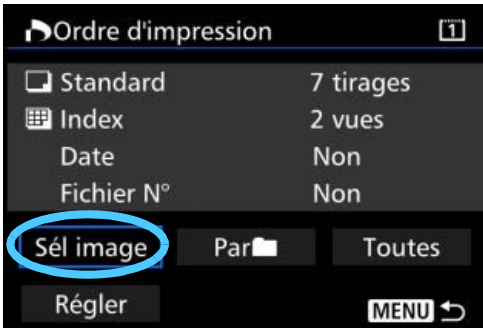 Ordre d'impression 1
Standard 7 tirages
Index 2 vues
Date Non
Fichier N° Non
Sél image Par Toutes
Régler MENU